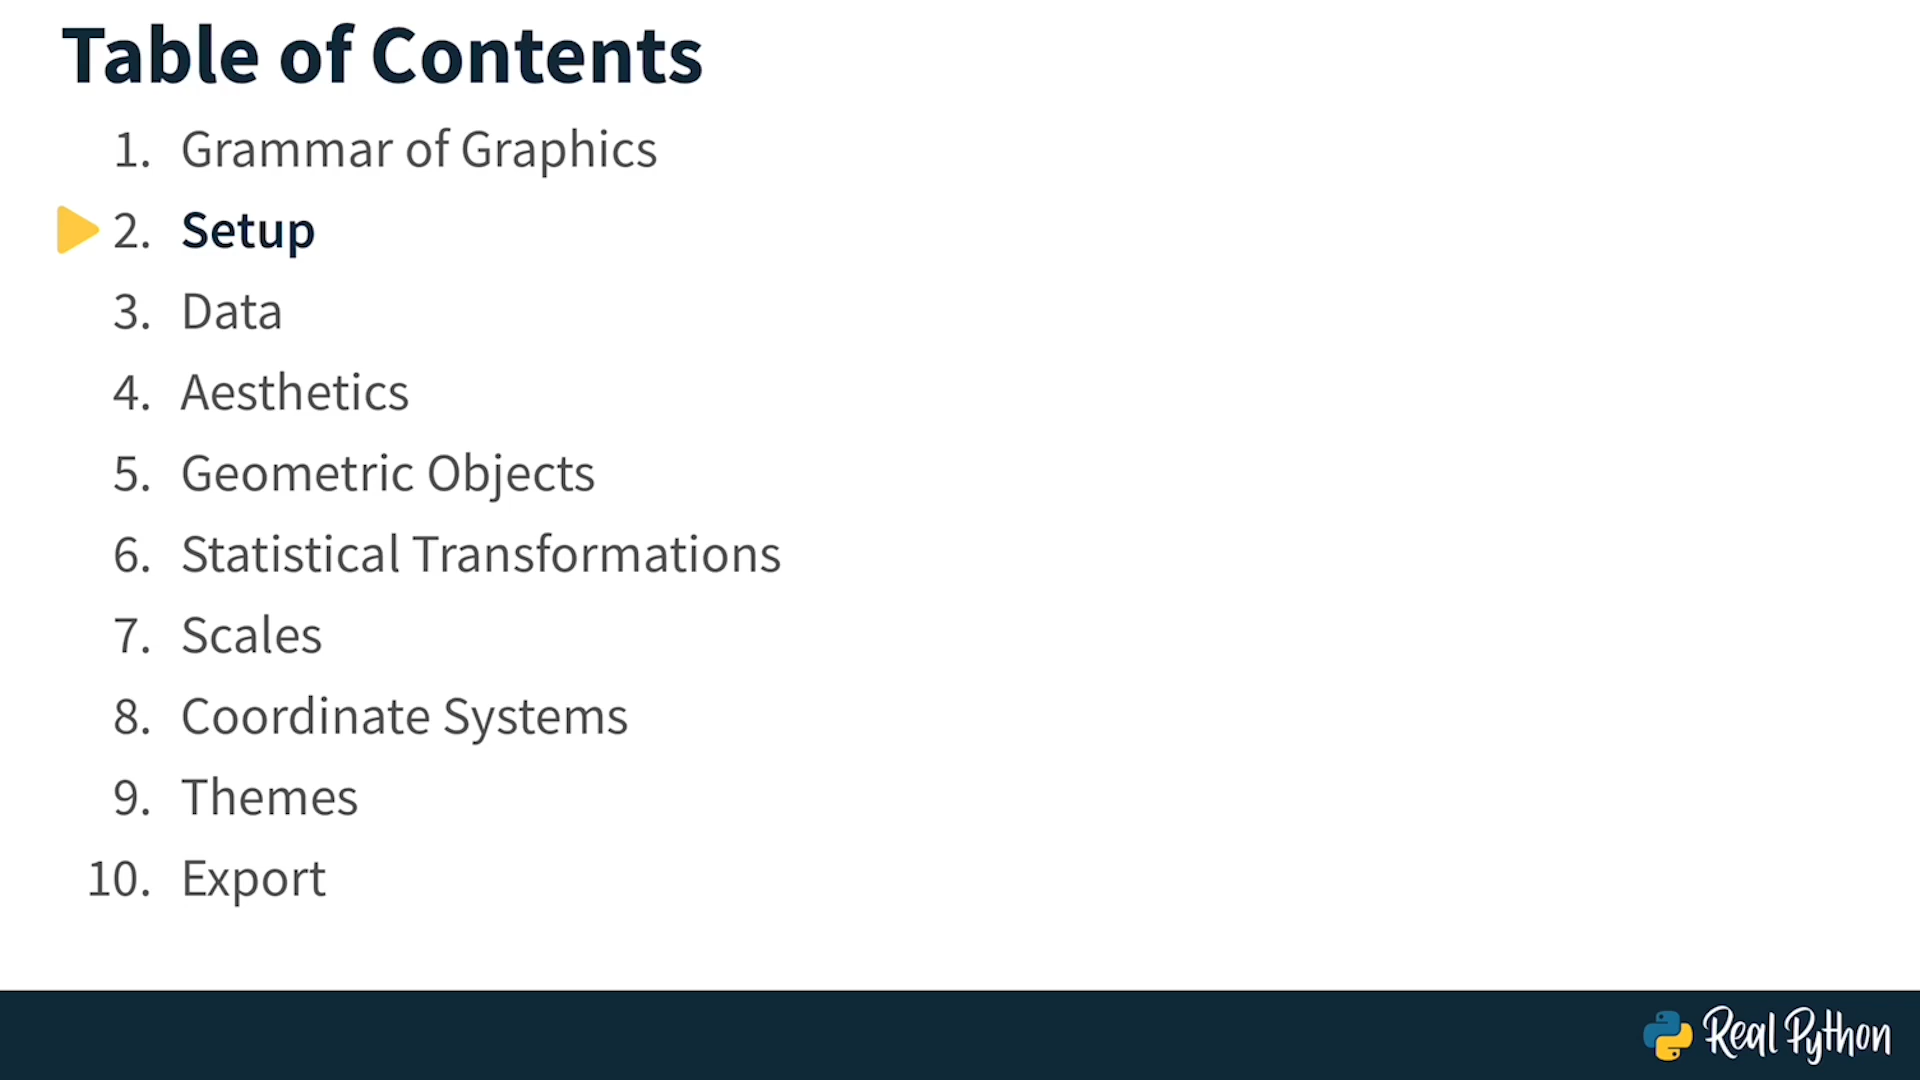 Table of Contents
1. Grammar of Graphics
2. Setup
3. Data
4. Aesthetics
5. Geometric Objects
6. Statistical Transformations
7. Scales
8. Coordinate Systems
9. Themes
10. Export
Real Python